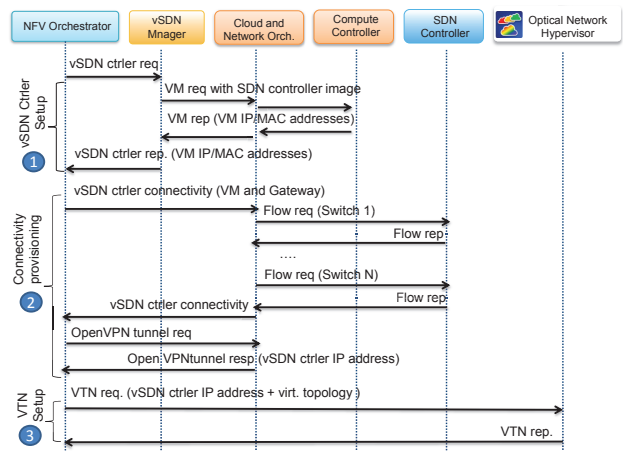 NFV Orchestrator
vSDN
Mnager
Cloud and
Network Orch.
Compute
Controller
SDN
Controller
Optical Network
Hypervisor
vSDN ctrler req
VM req with SDN controller image
VM rep (VM IP/MAC addresses)
vSDN ctrler rep. (VM IP/MAC addresses)
vSDN Ctrler
Setup
1
vSDN ctrler connectivity (VM and Gateway)
Flow req (Switch 1)
Flow rep
....
Flow req (Switch N)
Flow rep
vSDN ctrler connectivity
OpenVPN tunnel req
Open VPNtunnel resp (vSDN ctrler IP address)
Connectivity
provisioning
2
VTN req. (vSDN ctrler IP address + virt. topology )
VTN rep.
VTN
Setup
3